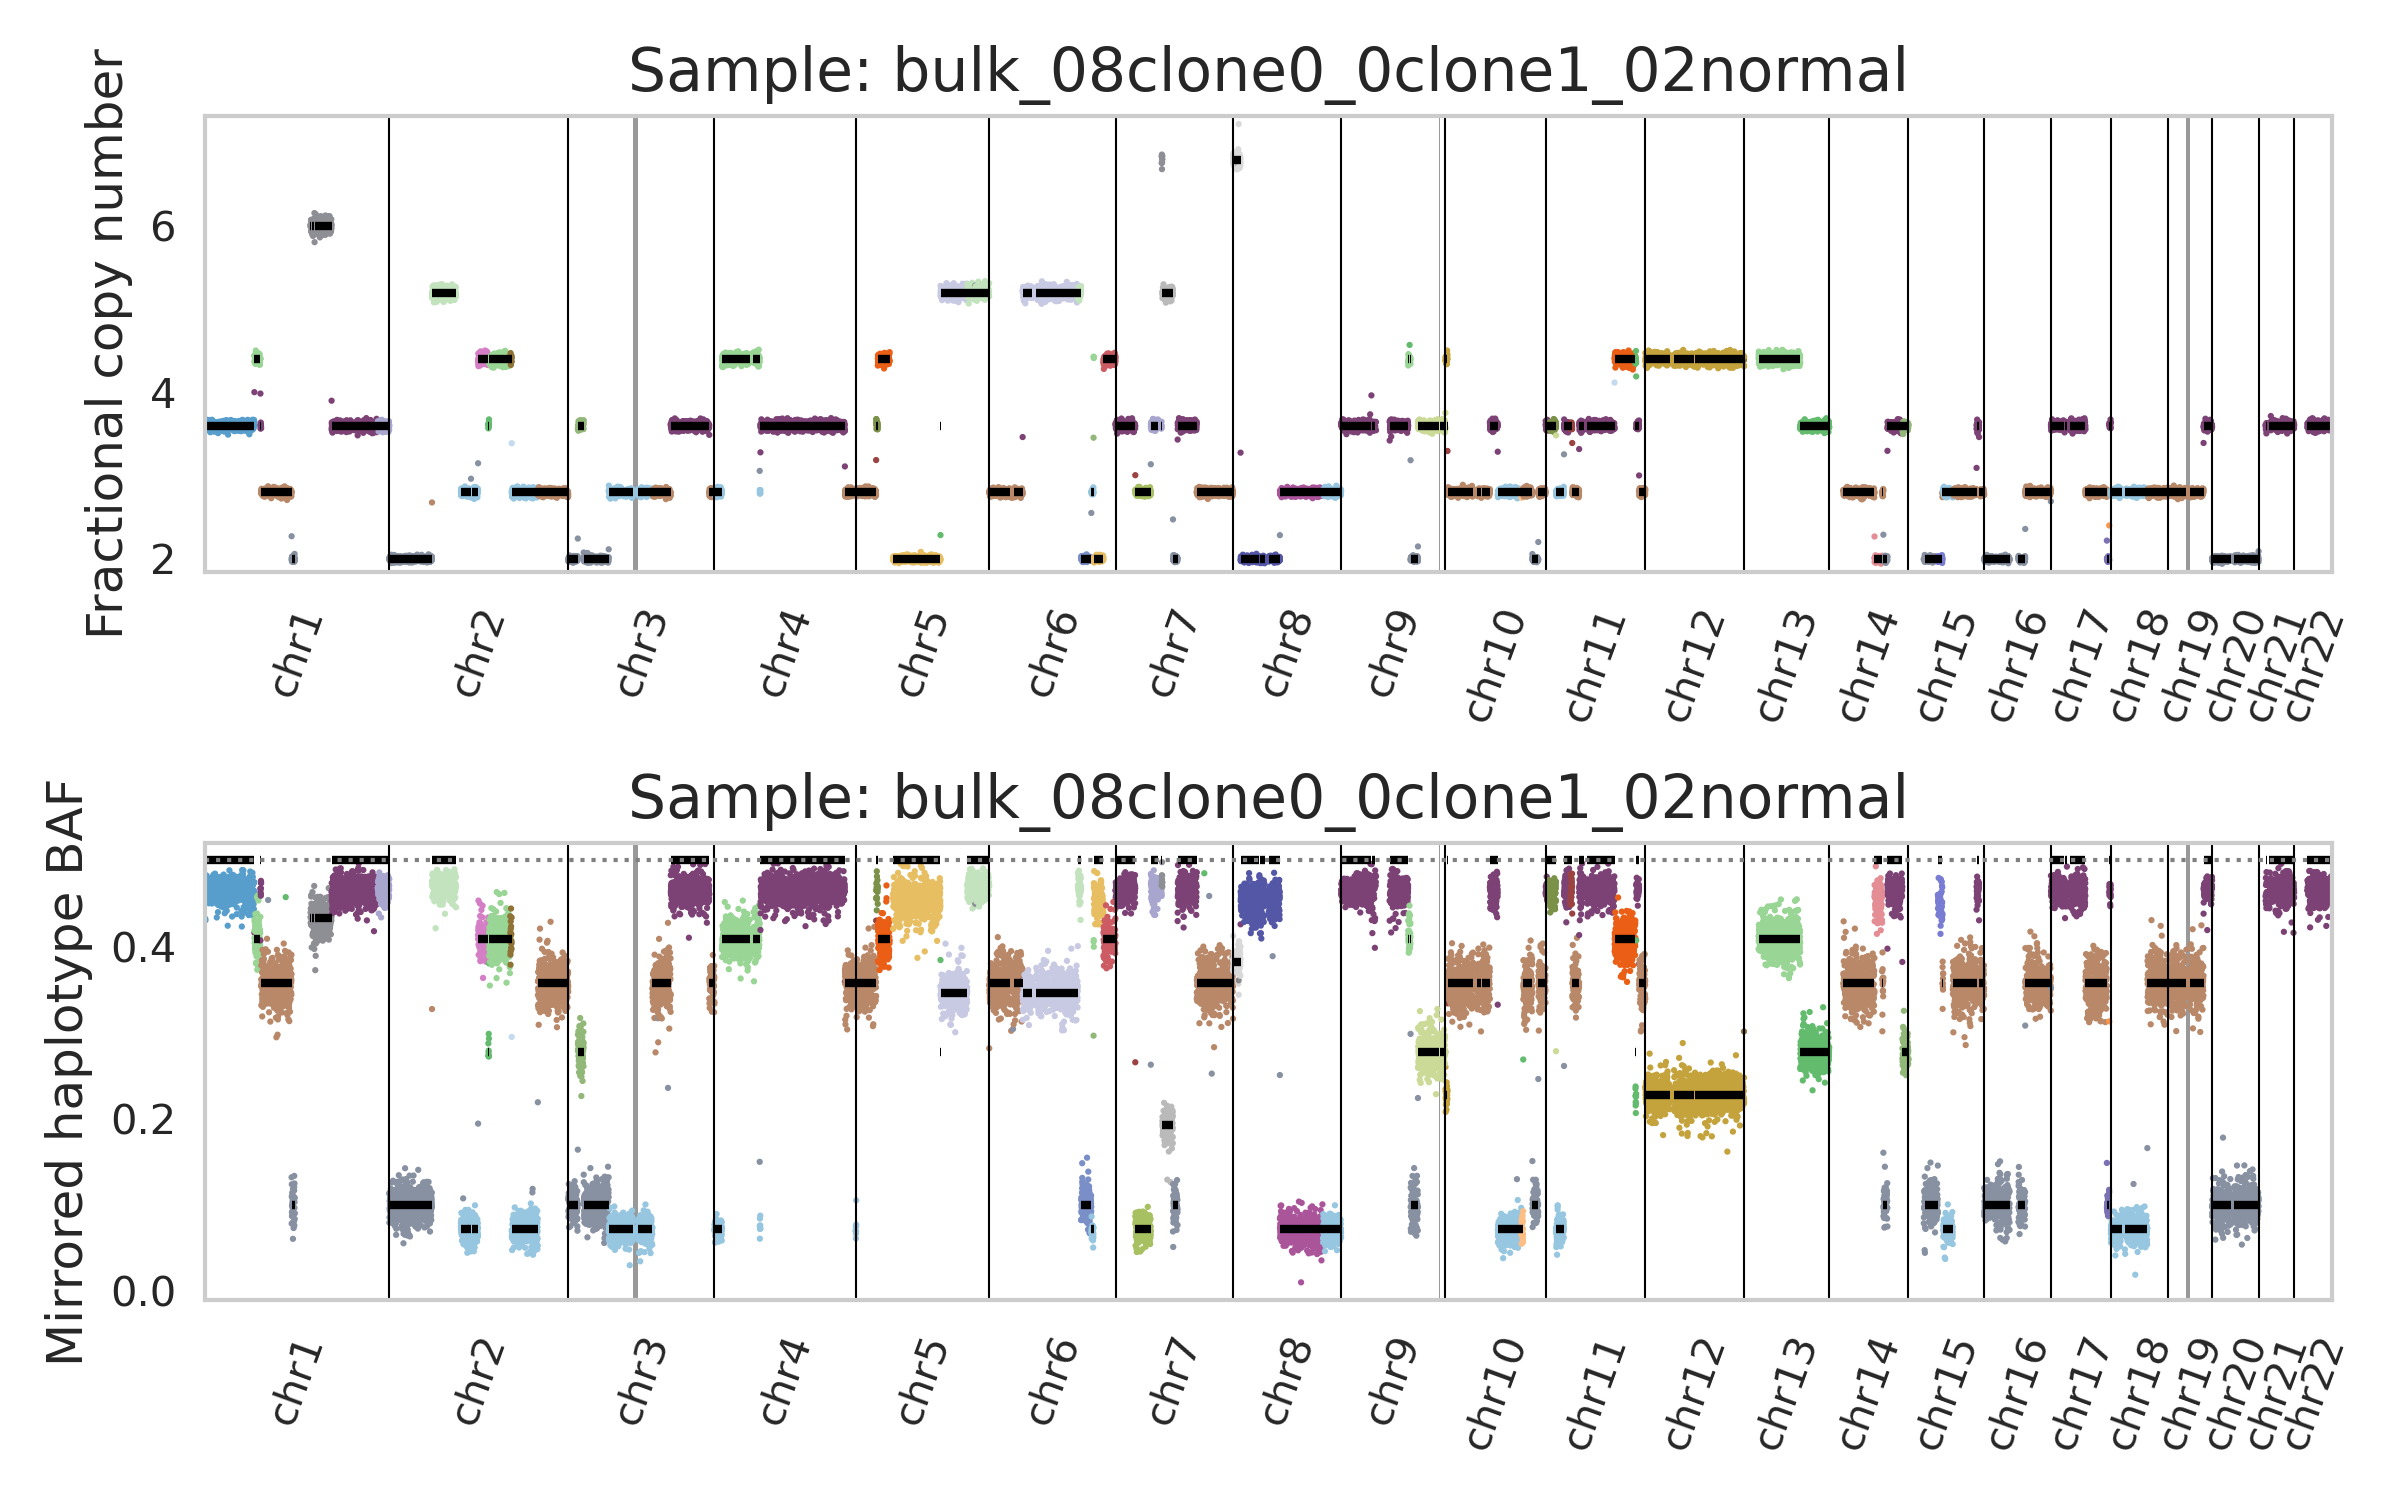 Sample: bulk_08clone0_0clone1_02normal
Fractional copy number
6
4
2
chr1
chr2
chr3
chr4
chr5
chr6
chr7
chr8
chr9
chr10
chr11
chr12
chr13
chr14
chr15
chr16
chr17
chr18
chr19
chr20
chr21
chr22
Sample: bulk_08clone0_0clone1_02normal
Mirrored haplotype BAF
0.4
0.2
0.0
chr1
chr2
chr3
chr4
chr5
chr6
chr7
chr8
chr9
chr10
chr11
chr12
chr13
chr14
chr15
chr16
chr17
chr18
chr19
chr20
chr21
chr22